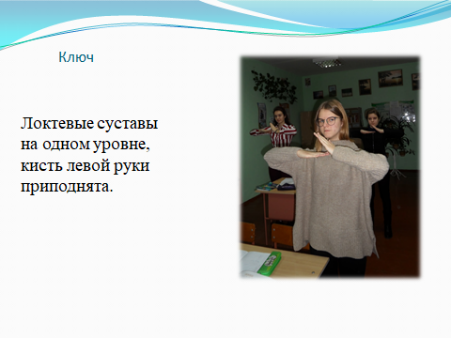 Ключ
Локтевые суставы
на одном уровне,
кисть левой руки
приподнята.